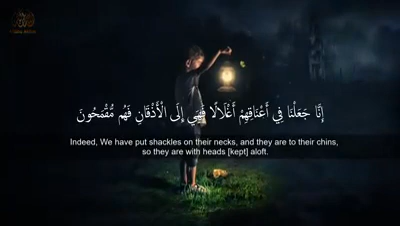 إِنَّا جَعَلْنَا فِي أَعْنَاقِهِمْ أَغْلَالًا فَهِيَ إِلَى الْأَذْقَانِ فَهُم مُّقْمَحُونَ
Indeed, We have put shackles on their necks, and they are to their chins,
so they are with heads [kept] aloft.